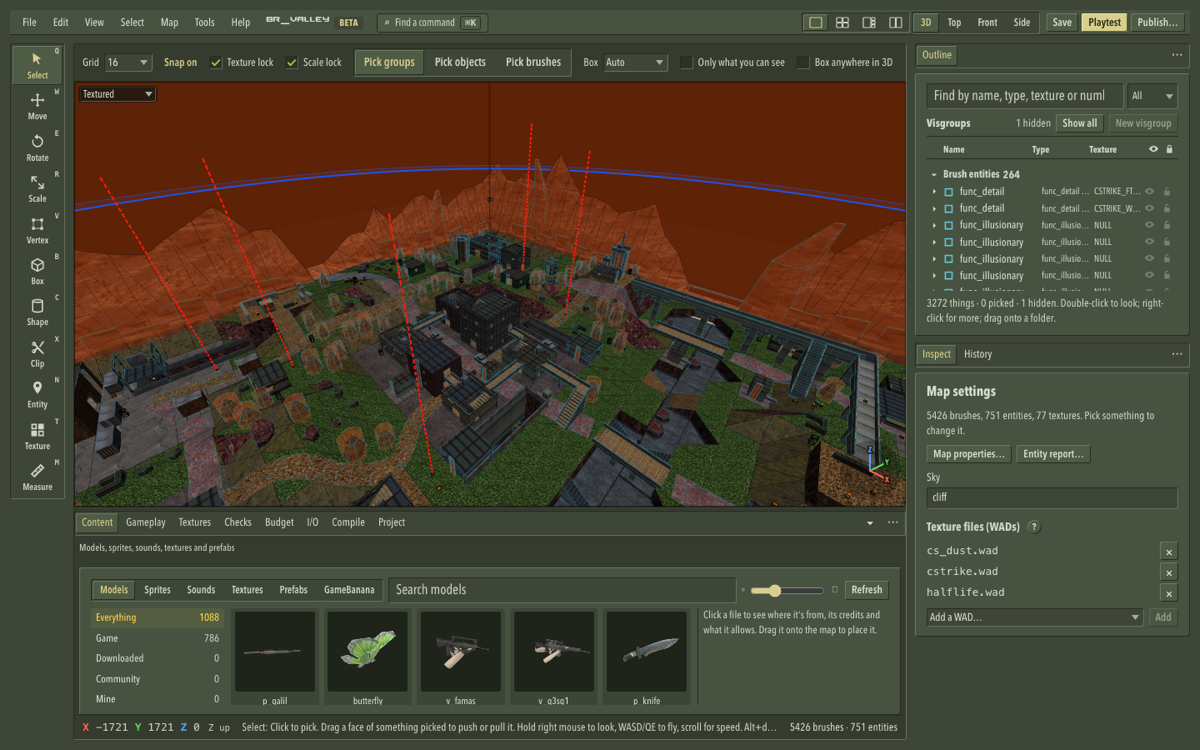 File Edit View Select Map Tools Help BR_VALLEY BETA Find a command ⌘K 3D Top Front Side Save Playtest Publish...
Q
Select
W
Move
E
Rotate
R
Scale
V
Vertex
B
Box
C
Shape
X
Clip
N
Entity
T
Texture
M
Measure
Grid 16 Snap on Texture lock Scale lock Pick groups Pick objects Pick brushes Box Auto Only what you can see Box anywhere in 3D
Textured
Z
Y
X
Content Gameplay Textures Checks Budget I/O Compile Project
Models, sprites, sounds, textures and prefabs
Models Sprites Sounds Textures Prefabs GameBanana Search models Refresh
Everything 1088
Game 786
Downloaded 0
Community 0
Mine 0
p_galil butterfly v_famas v_g3sg1 p_knife
Click a file to see where it's from, its credits and
what it allows. Drag it onto the map to place it.
X −1721 Y 1721 Z 0 Z up Select: Click to pick. Drag a face of something picked to push or pull it. Hold right mouse to look, WASD/QE to fly, scroll for speed. Alt+d... 5426 brushes · 751 entities
Outline
Find by name, type, texture or numl All
Visgroups 1 hidden Show all New visgroup
Name Type Texture
Brush entities 264
func_detail func_detail ... CSTRIKE_FT...
func_detail func_detail ... CSTRIKE_W...
func_illusionary func_illusio... NULL
func_illusionary func_illusio... NULL
func_illusionary func_illusio... NULL
func_illusionary func_illusio... NULL
func_illusionary func_illusio... NULL
3272 things · 0 picked · 1 hidden. Double-click to look; right-
click for more; drag onto a folder.
Inspect History
Map settings
5426 brushes, 751 entities, 77 textures. Pick something to
change it.
Map properties... Entity report...
Sky
cliff
Texture files (WADs) ?
cs_dust.wad ×
cstrike.wad ×
halflife.wad ×
Add a WAD... Add